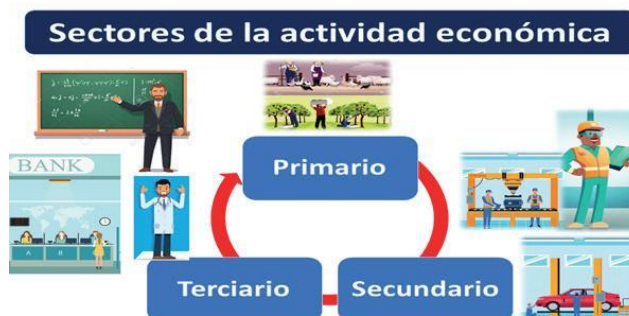 Sectores de la actividad económica
BANK
A
B
Primario
Terciario
Secundario